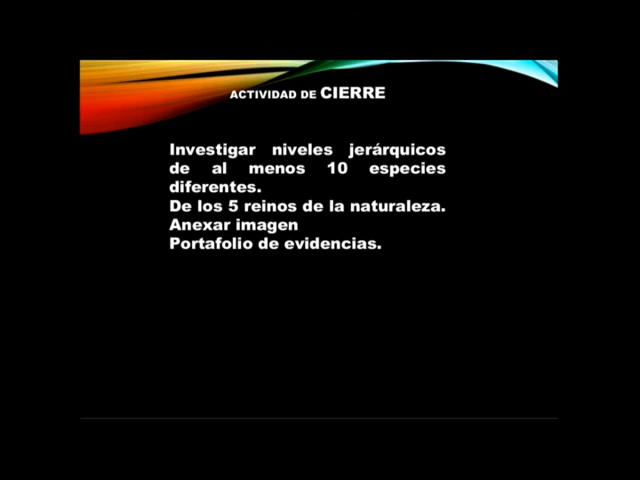 ACTIVIDAD DE CIERRE
Investigar niveles jerárquicos
de al menos 10 especies
diferentes.
De los 5 reinos de la naturaleza.
Anexar imagen
Portafolio de evidencias.